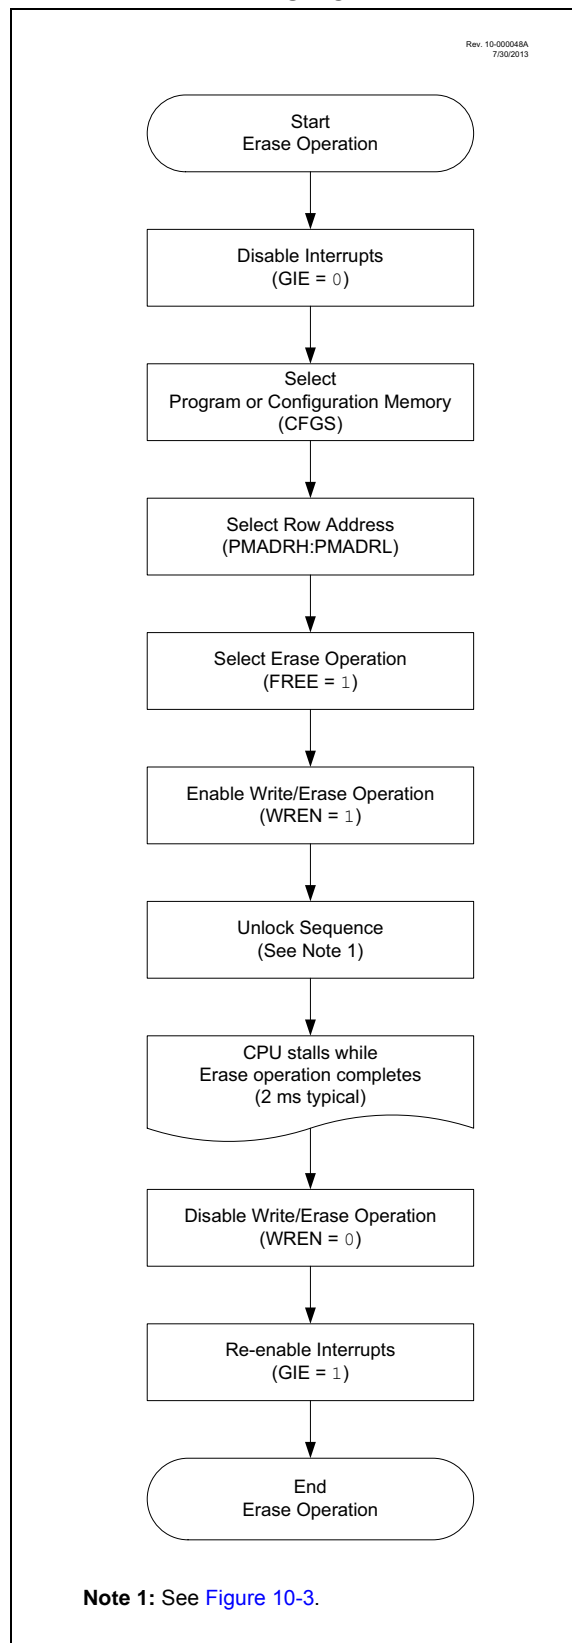 Rev. 10-000048A
7/30/2013
Start
Erase Operation
Disable Interrupts
(GIE = 0)
Select
Program or Configuration Memory
(CFGS)
Select Row Address
(PMADRH:PMADRL)
Select Erase Operation
(FREE = 1)
Enable Write/Erase Operation
(WREN = 1)
Unlock Sequence
(See Note 1)
CPU stalls while
Erase operation completes
(2 ms typical)
Disable Write/Erase Operation
(WREN = 0)
Re-enable Interrupts
(GIE = 1)
End
Erase Operation
Note 1: See Figure 10-3.